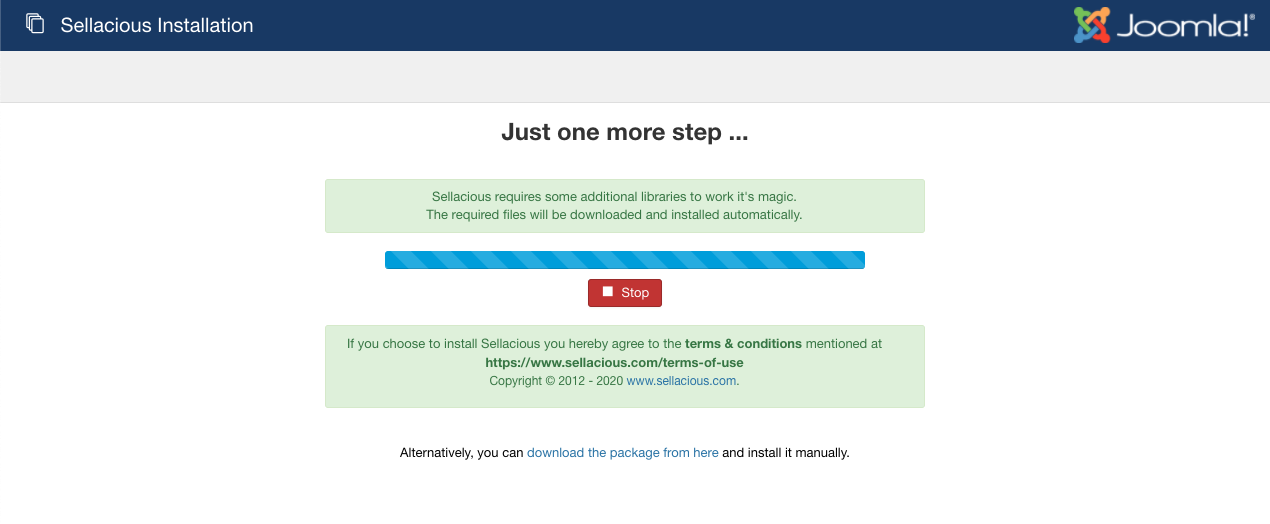 Sellacious Installation
Joomla!®
Just one more step ...
Sellacious requires some additional libraries to work it's magic.
The required files will be downloaded and installed automatically.
Stop
If you choose to install Sellacious you hereby agree to the terms & conditions mentioned at
https://www.sellacious.com/terms-of-use
Copyright © 2012 - 2020 www.sellacious.com.
Alternatively, you can download the package from here and install it manually.